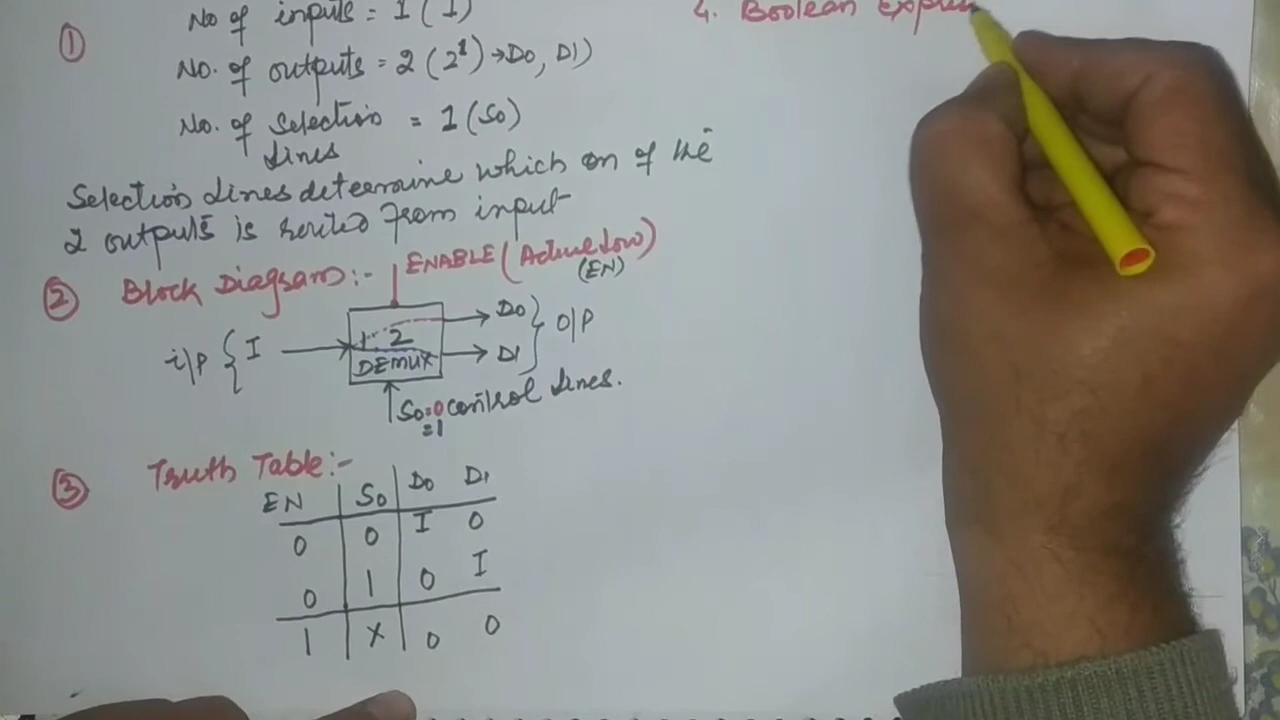 No of inputs = 1 (I)
①
No. of outputs = 2 (2¹) → D0, D1)
No. of Selection = 1 (S0)
Lines
Selection Lines determine which on of the
2 outputs is routed from input
② Block Diagram:-
ENABLE (Active Low)
(EN)
i/P { I
1:2
DEMUX
D0
D1
} O/P
S0=0 control lines.
=1
③ Truth Table:-
EN S0 D0 D1
0 0 I 0
0 1 0 I
1 X 0 0
4. Boolean Expre